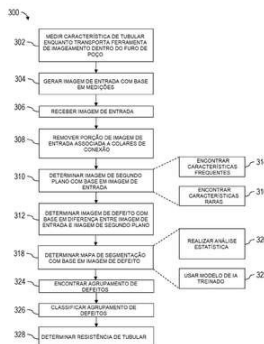 300
302
MEDIR CARACTERÍSTICA DE TUBULAR
ENQUANTO TRANSPORTA FERRAMENTA
DE IMAGEAMENTO DENTRO DO FURO DE
POÇO
304
GERAR IMAGEM DE ENTRADA COM BASE
EM MEDIÇÕES
306
RECEBER IMAGEM DE ENTRADA
308
REMOVER PORÇÃO DE IMAGEM DE
ENTRADA ASSOCIADA A COLARES DE
CONEXÃO
310
DETERMINAR IMAGEM DE SEGUNDO
PLANO COM BASE EM IMAGEM DE
ENTRADA
ENCONTRAR
CARACTERÍSTICAS
FREQUENTES
ENCONTRAR
CARACTERÍSTICAS
RARAS
312
DETERMINAR IMAGEM DE DEFEITO COM
BASE EM DIFERENÇA ENTRE IMAGEM
DE ENTRADA E IMAGEM DE SEGUNDO
PLANO
318
DETERMINAR MAPA DE SEGMENTAÇÃO
COM BASE EM IMAGEM DE DEFEITO
REALIZAR ANÁLISE
ESTATÍSTICA
USAR MODELO DE IA
TREINADO
324
ENCONTRAR AGRUPAMENTO DE
DEFEITOS
326
CLASSIFICAR AGRUPAMENTO DE
DEFEITOS
328
DETERMINAR RESISTÊNCIA DE TUBULAR